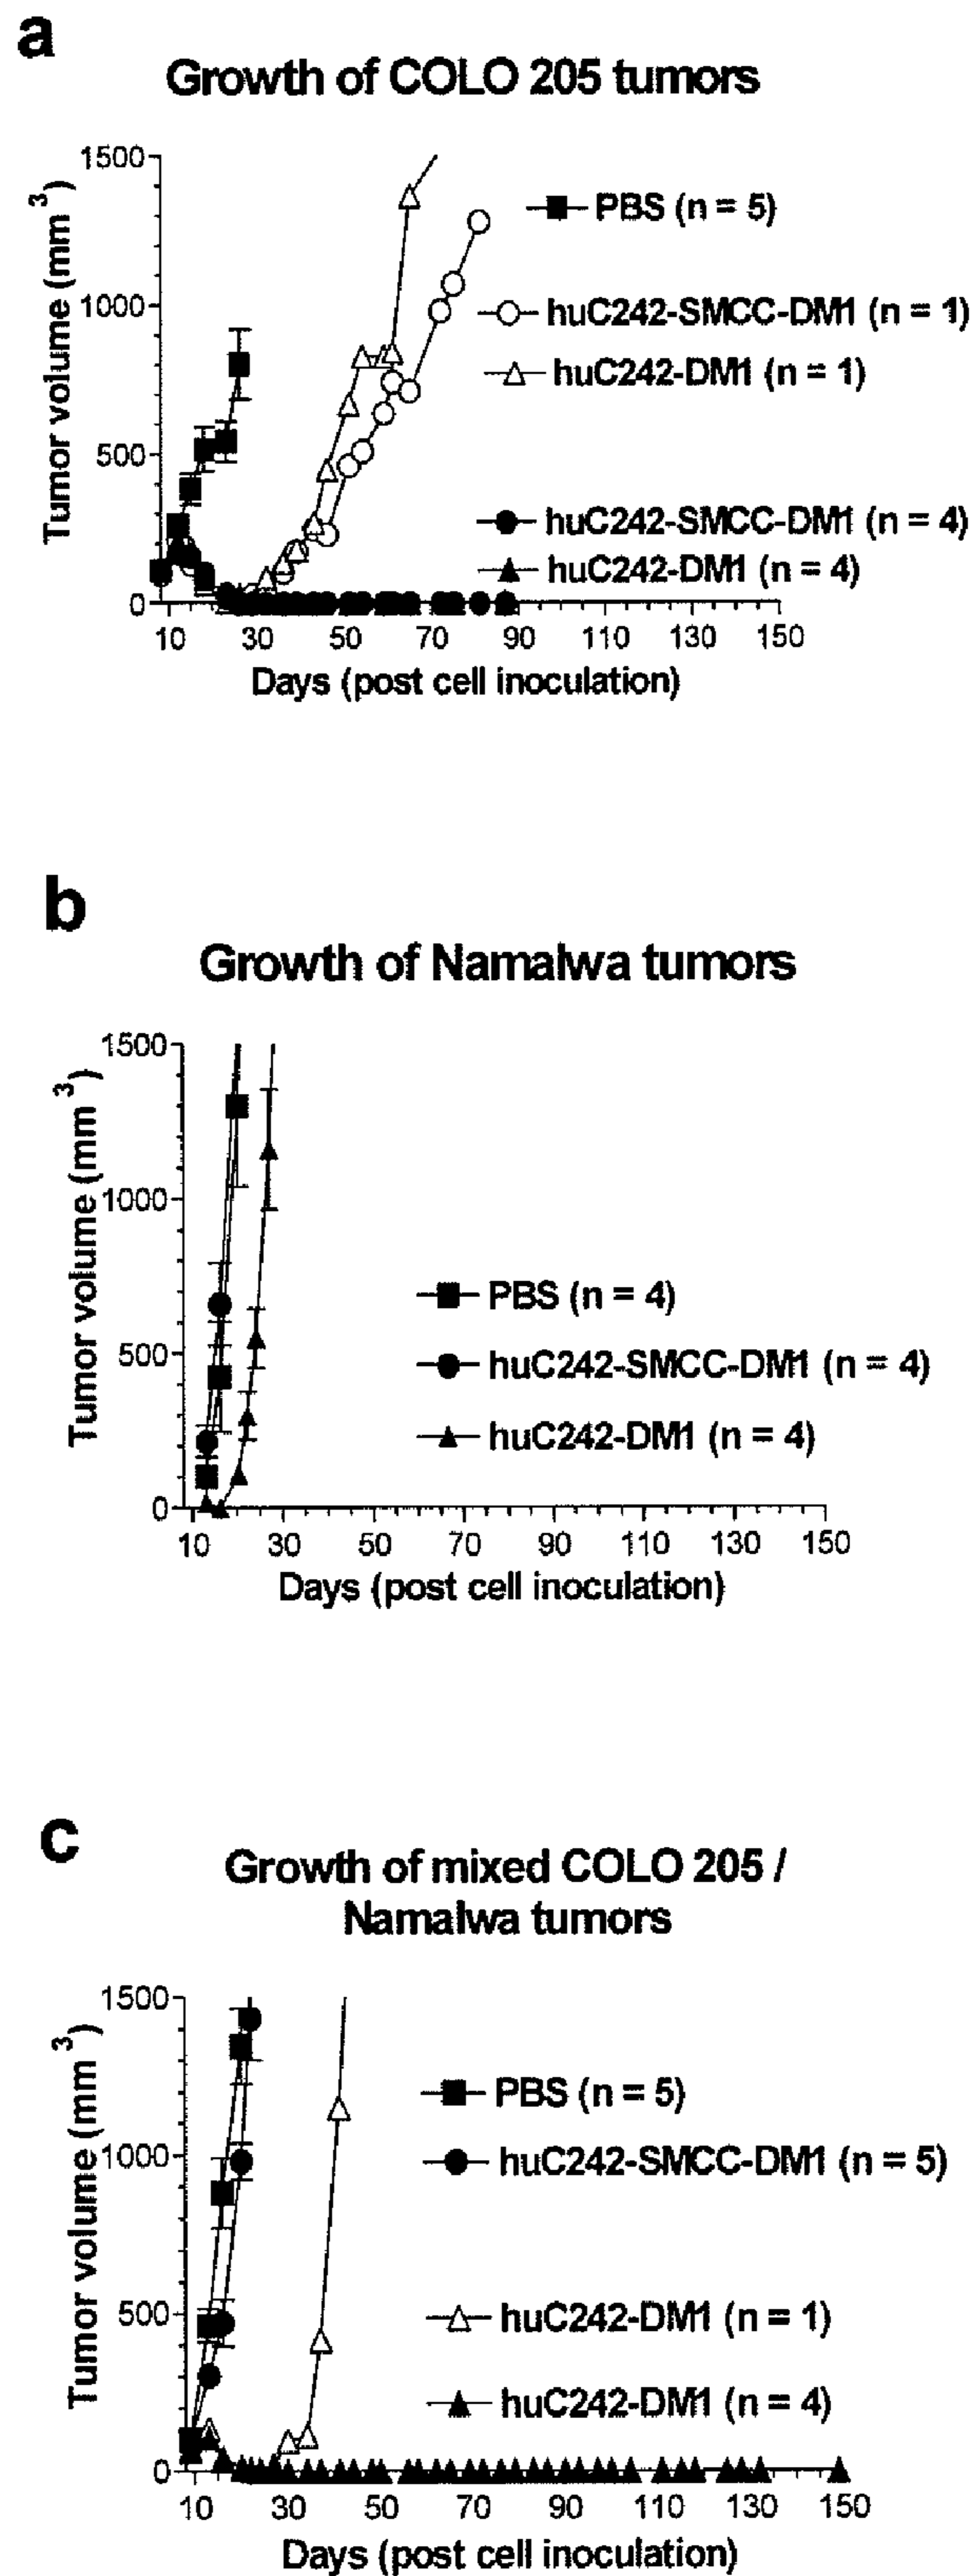 a
Growth of COLO 205 tumors
1500
1000
500
0
Tumor volume (mm³)
PBS (n = 5)
huC242-SMCC-DM1 (n = 1)
huC242-DM1 (n = 1)
huC242-SMCC-DM1 (n = 4)
huC242-DM1 (n = 4)
10 30 50 70 90 110 130 150
Days (post cell inoculation)
b
Growth of Namalwa tumors
1500
1000
500
0
Tumor volume (mm³)
PBS (n = 4)
huC242-SMCC-DM1 (n = 4)
huC242-DM1 (n = 4)
10 30 50 70 90 110 130 150
Days (post cell inoculation)
c
Growth of mixed COLO 205 /
Namalwa tumors
1500
1000
500
0
Tumor volume (mm³)
PBS (n = 5)
huC242-SMCC-DM1 (n = 5)
huC242-DM1 (n = 1)
huC242-DM1 (n = 4)
10 30 50 70 90 110 130 150
Days (post cell inoculation)